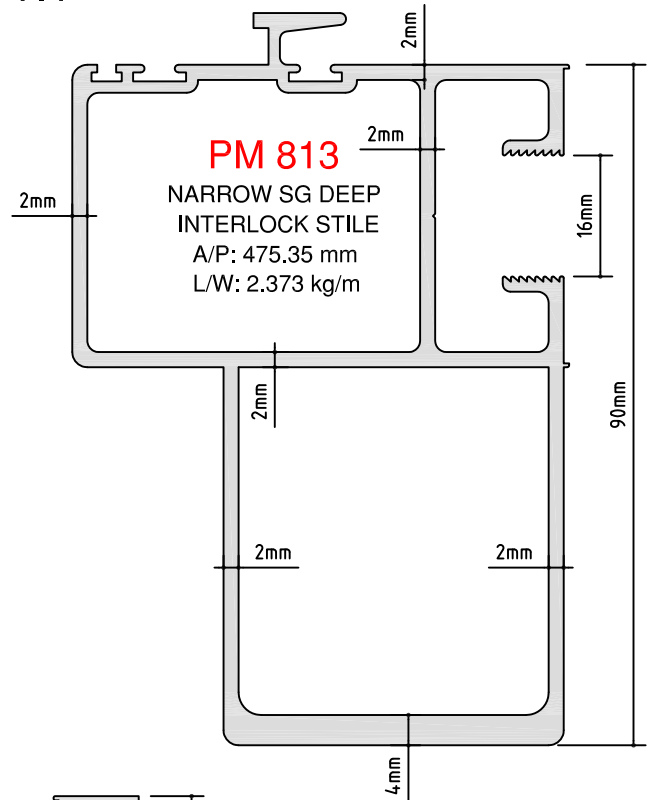 2mm
PM 813
2mm
NARROW SG DEEP
2mm
INTERLOCK STILE
16mm
A/P: 475.35 mm
L/W: 2.373 kg/m
2mm
90mm
2mm
2mm
4mm